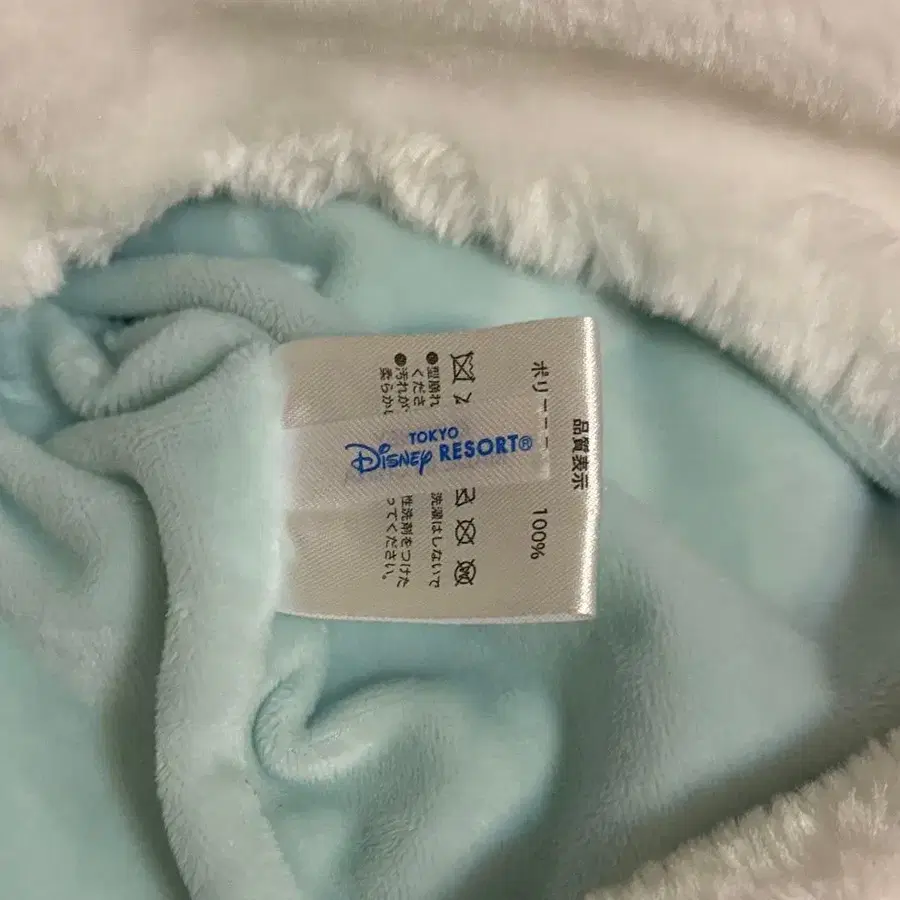 TOKYO
DISNEY RESORT®
品質表示
ポリー 100%
洗濯はしないで
●型崩れ
くださ
●汚れが
柔らか
性洗剤をつけた
ってください。